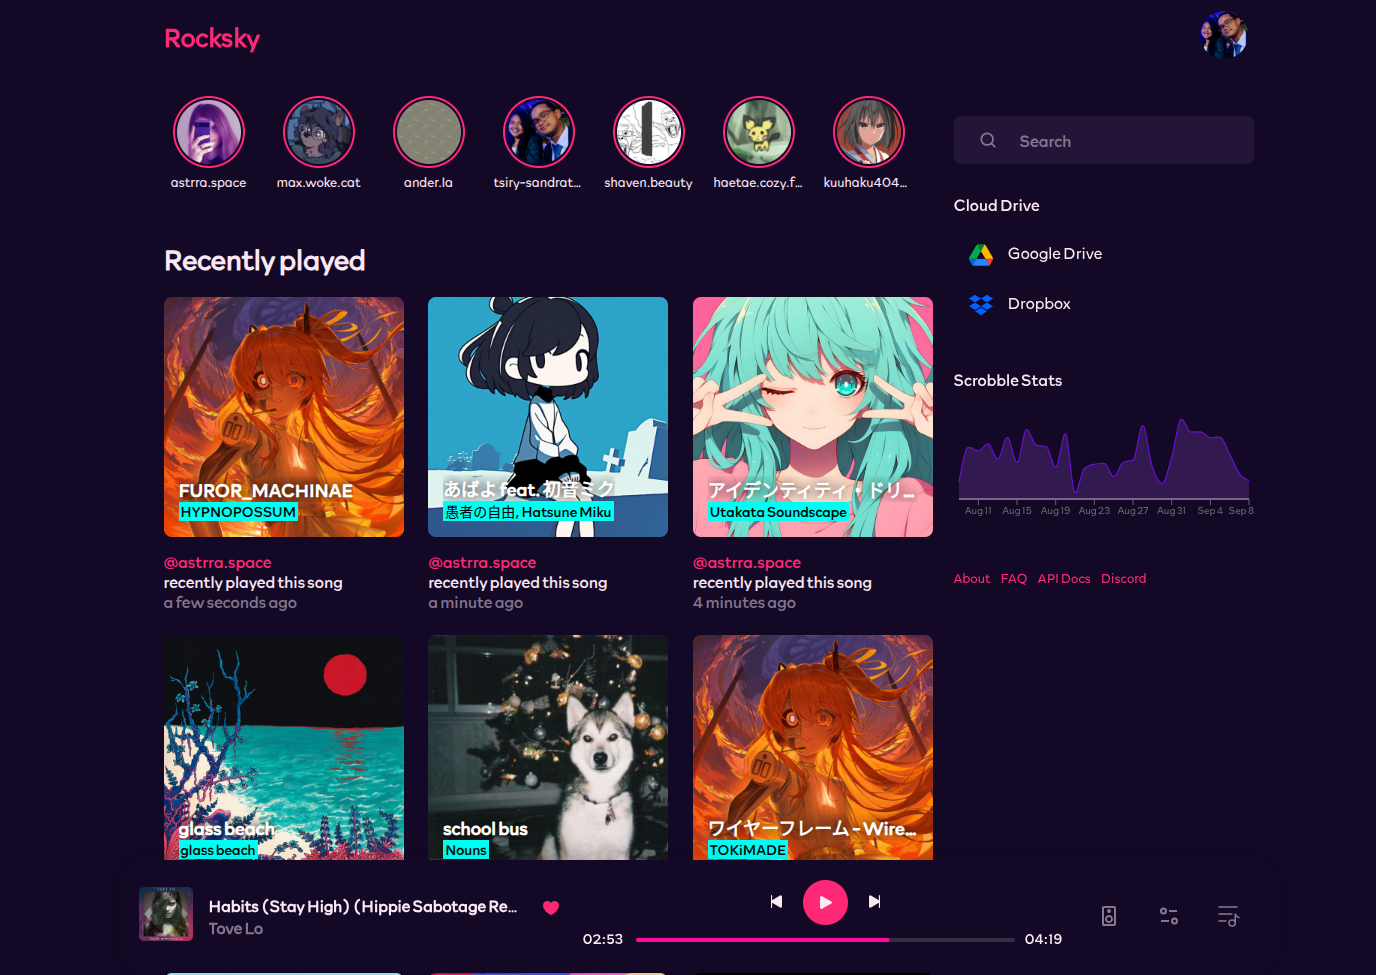 Rocksky
astrra.space
max.woke.cat
ander.la
tsiry-sandrat...
shaven.beauty
haetae.cozy.f...
kuuhaku404...
Search
Cloud Drive
Google Drive
Dropbox
Scrobble Stats
Aug 11 Aug 15 Aug 19 Aug 23 Aug 27 Aug 31 Sep 4 Sep 8
About FAQ API Docs Discord
Recently played
FUROR_MACHINAE
HYPNOPOSSUM
@astrra.space
recently played this song
a few seconds ago
あばよ feat. 初音ミク
愚者の自由, Hatsune Miku
@astrra.space
recently played this song
a minute ago
アイデンティティ・ドリ...
Utakata Soundscape
@astrra.space
recently played this song
4 minutes ago
glass beach
glass beach
school bus
Nouns
ワイヤーフレーム - Wire...
TOKiMADE
Habits (Stay High) (Hippie Sabotage Re...
Tove Lo
02:53
04:19